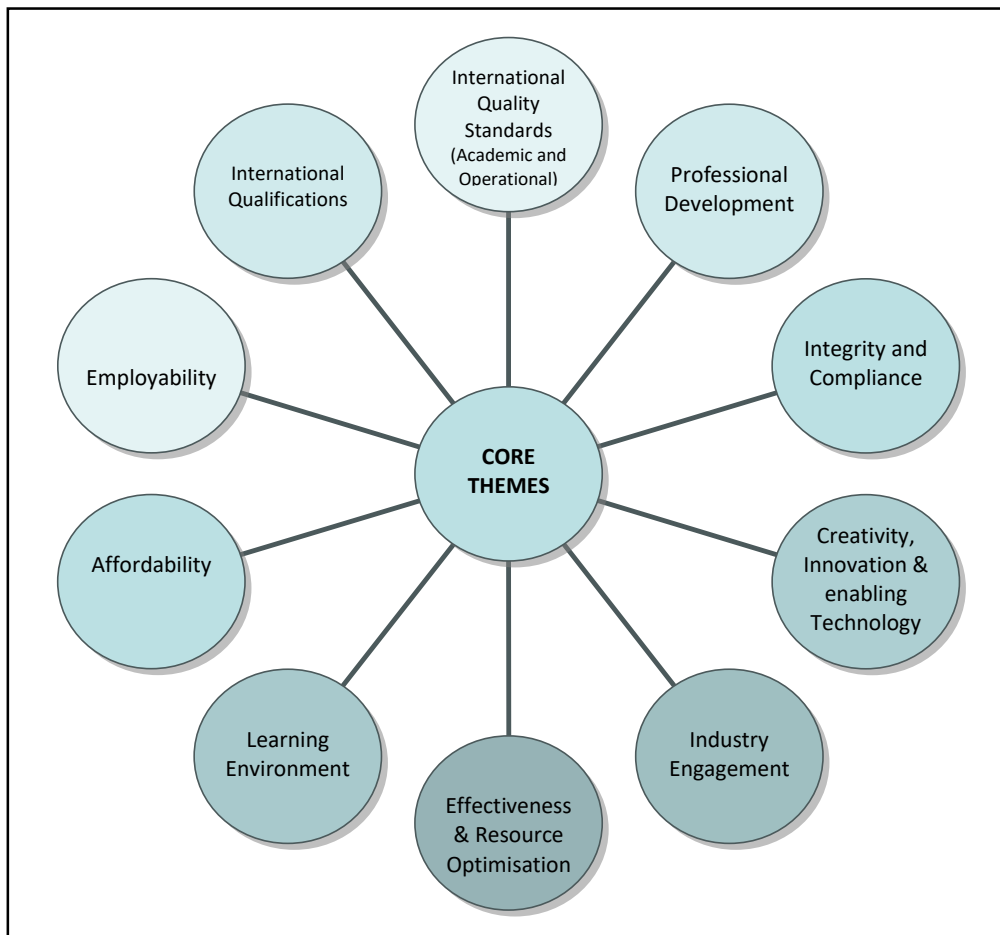 International
Quality
Standards
(Academic and
Operational)
Professional
Development
Integrity and
Compliance
Creativity,
Innovation &
enabling
Technology
Industry
Engagement
Effectiveness
& Resource
Optimisation
Learning
Environment
Affordability
Employability
International
Qualifications
CORE
THEMES